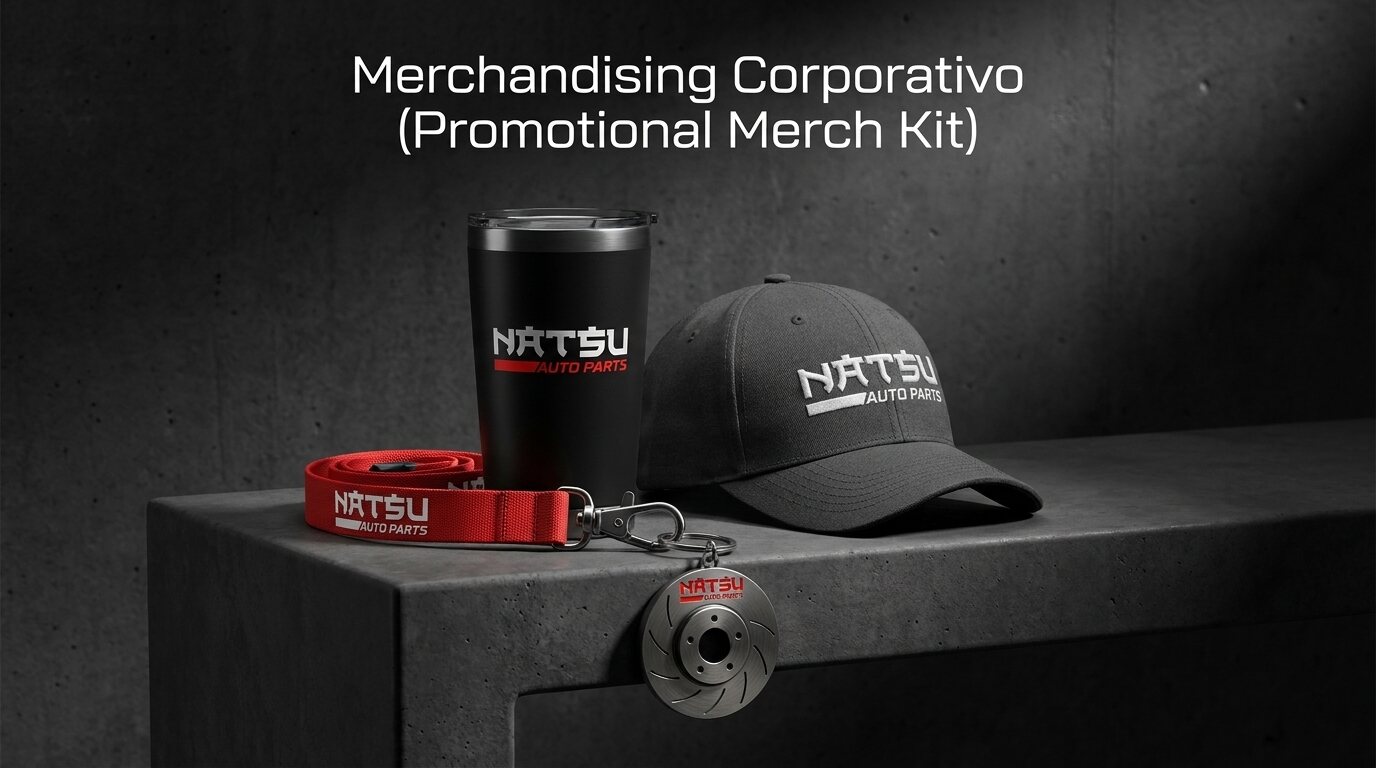 Merchandising Corporativo
(Promotional Merch Kit)
NATSU
AUTO PARTS
NATSU
AUTO PARTS
NATSU
AUTO PARTS
NATSU